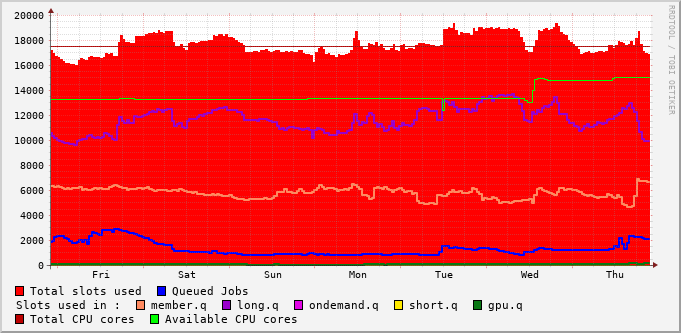 RRDTOOL / TOBI OETIKER
20000
18000
16000
14000
12000
10000
8000
6000
4000
2000
0
Fri Sat Sun Mon Tue Wed Thu
Total slots used Queued Jobs
Slots used in : member.q long.q ondemand.q short.q gpu.q
Total CPU cores Available CPU cores